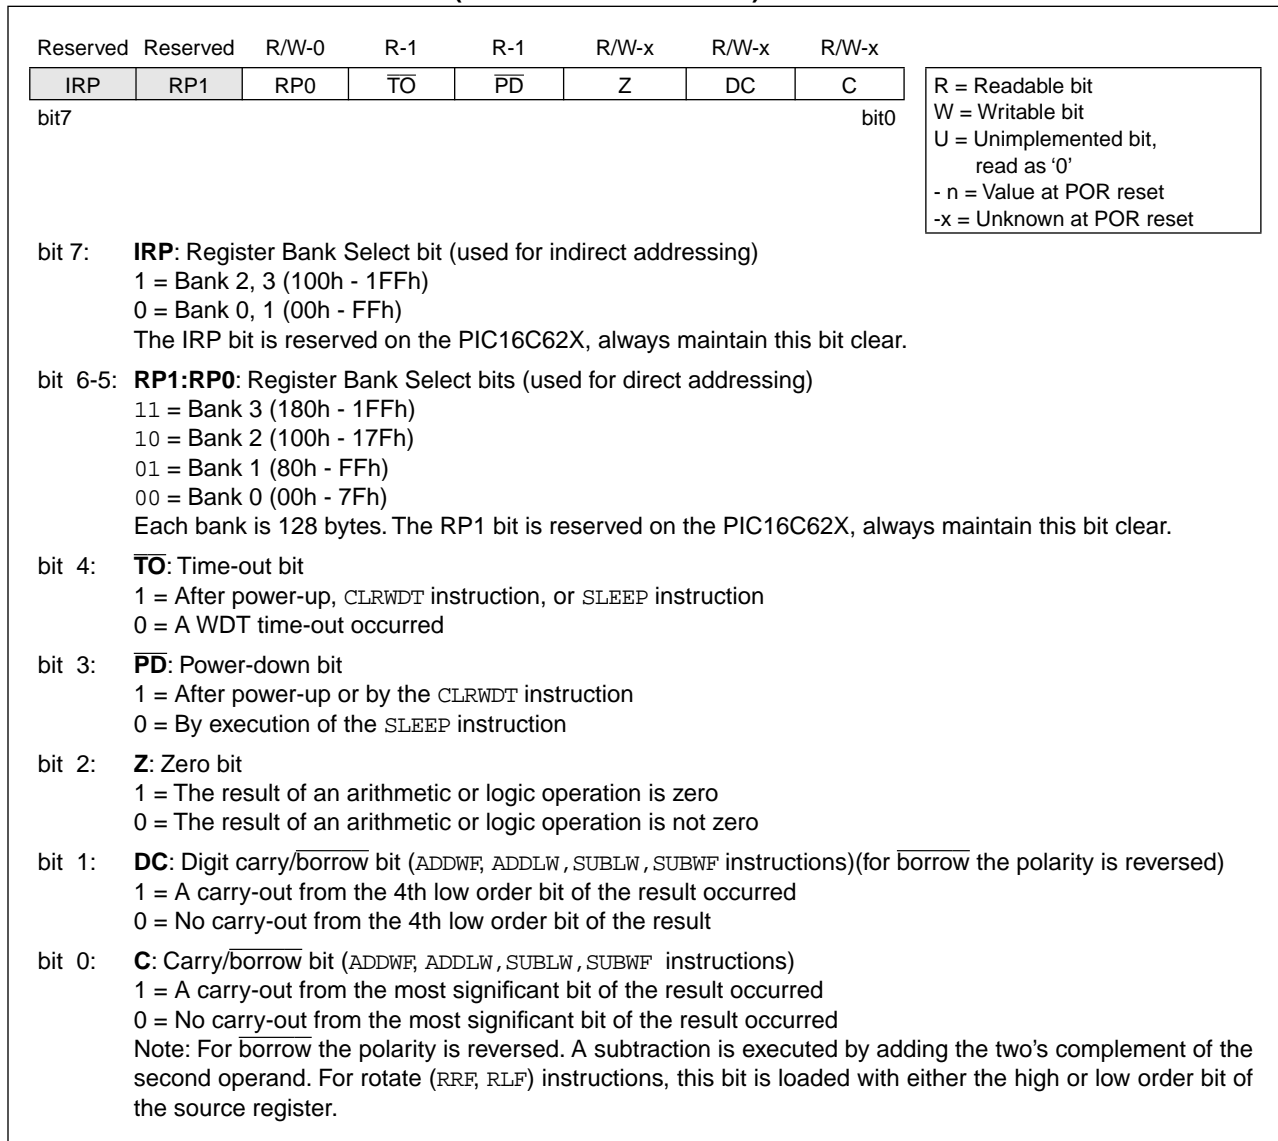 Reserved Reserved R/W-0 R-1 R-1 R/W-x R/W-x R/W-x
IRP RP1 RP0 T̅O̅ P̅D̅ Z DC C
bit7 bit0
R = Readable bit
W = Writable bit
U = Unimplemented bit,
read as ‘0’
- n = Value at POR reset
-x = Unknown at POR reset
bit 7: IRP: Register Bank Select bit (used for indirect addressing)
1 = Bank 2, 3 (100h - 1FFh)
0 = Bank 0, 1 (00h - FFh)
The IRP bit is reserved on the PIC16C62X, always maintain this bit clear.
bit 6-5: RP1:RP0: Register Bank Select bits (used for direct addressing)
11 = Bank 3 (180h - 1FFh)
10 = Bank 2 (100h - 17Fh)
01 = Bank 1 (80h - FFh)
00 = Bank 0 (00h - 7Fh)
Each bank is 128 bytes. The RP1 bit is reserved on the PIC16C62X, always maintain this bit clear.
bit 4: T̅O̅: Time-out bit
1 = After power-up, CLRWDT instruction, or SLEEP instruction
0 = A WDT time-out occurred
bit 3: P̅D̅: Power-down bit
1 = After power-up or by the CLRWDT instruction
0 = By execution of the SLEEP instruction
bit 2: Z: Zero bit
1 = The result of an arithmetic or logic operation is zero
0 = The result of an arithmetic or logic operation is not zero
bit 1: DC: Digit carry/b̅o̅r̅r̅o̅w̅ bit (ADDWF, ADDLW,SUBLW,SUBWF instructions)(for b̅o̅r̅r̅o̅w̅ the polarity is reversed)
1 = A carry-out from the 4th low order bit of the result occurred
0 = No carry-out from the 4th low order bit of the result
bit 0: C: Carry/b̅o̅r̅r̅o̅w̅ bit (ADDWF, ADDLW,SUBLW,SUBWF instructions)
1 = A carry-out from the most significant bit of the result occurred
0 = No carry-out from the most significant bit of the result occurred
Note: For b̅o̅r̅r̅o̅w̅ the polarity is reversed. A subtraction is executed by adding the two’s complement of the
second operand. For rotate (RRF, RLF) instructions, this bit is loaded with either the high or low order bit of
the source register.